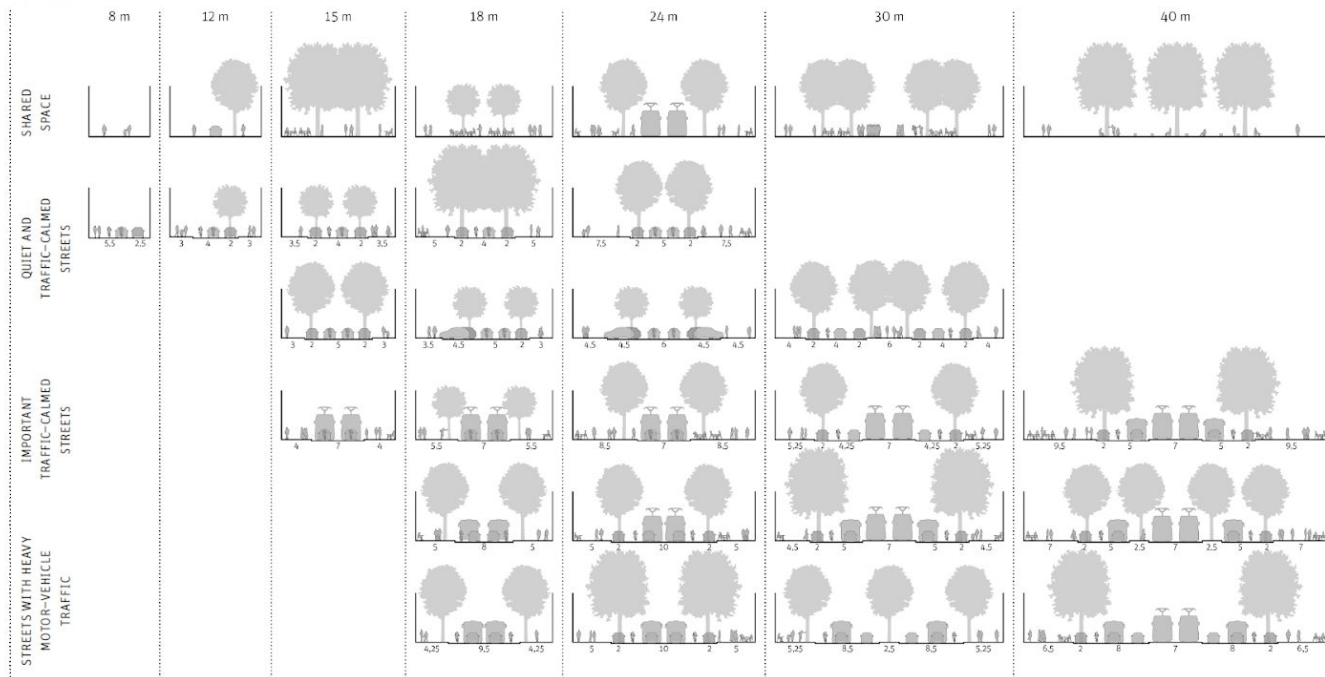 8 m 12 m 15 m 18 m 24 m 30 m 40 m
SHARED
SPACE
QUIET AND
TRAFFIC-CALMED
STREETS
5,5 2,5 3 4 2 3 3,5 2 4 2 3,5 5 2 4 2 5 7,5 2 5 2 7,5
3 2 5 2 3 3,5 4,5 5 2 3 4,5 4,5 6 4,5 4,5 4 2 4 2 6 2 4 2 4
IMPORTANT
TRAFFIC-CALMED
STREETS
4 7 4 5,5 7 5,5 8,5 7 8,5 5,25 2 4,25 7 4,25 2 5,25 9,5 2 5 7 5 2 9,5
5 8 5 5 2 10 2 5 4,5 2 5 7 5 2 4,5 7 2 5 2,5 7 2,5 5 2 7
STREETS WITH HEAVY
MOTOR-VEHICLE
TRAFFIC
4,25 9,5 4,25 5 2 10 2 5 5,25 8,5 2,5 8,5 5,25 6,5 2 8 7 8 2 6,5